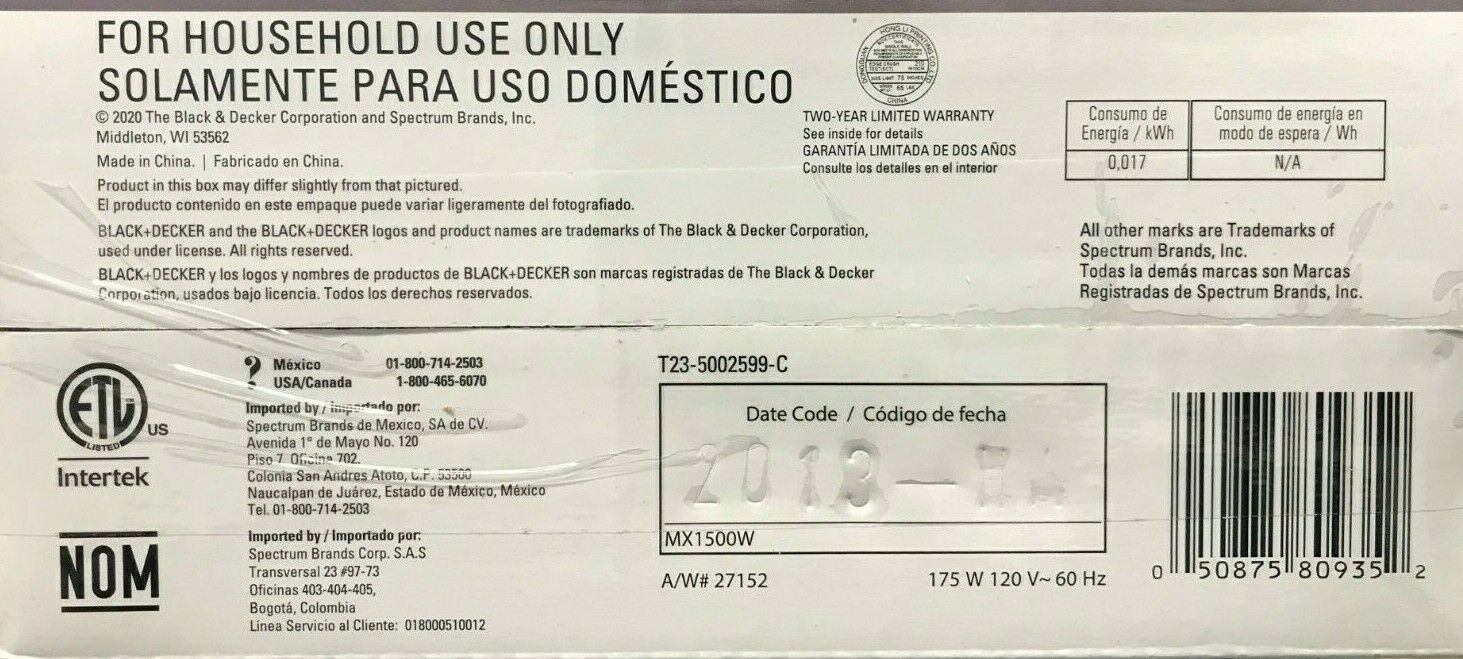 FOR HOUSEHOLD USE ONLY
SOLAMENTE PARA USO DOMÉSTICO
© 2020 The Black & Decker Corporation and Spectrum Brands, Inc.
Middleton, WI 53562
Made in China. | Fabricado en China.
Product in this box may differ slightly from that pictured.
El producto contenido en este empaque puede variar ligeramente del fotografiado.
BLACK+DECKER and the BLACK+DECKER logos and product names are trademarks of The Black & Decker Corporation,
used under license. All rights reserved.
BLACK+DECKER y los logos y nombres de productos de BLACK+DECKER son marcas registradas de The Black & Decker
Corporation, usados bajo licencia. Todos los derechos reservados.
DONGGUAN HONG LI PRINTING CO.,LTD
BOX CERTIFICATE
CHINA
TWO-YEAR LIMITED WARRANTY
See inside for details
GARANTÍA LIMITADA DE DOS AÑOS
Consulte los detalles en el interior
Consumo de
Energía / kWh
0,017
Consumo de energía en
modo de espera / Wh
N/A
All other marks are Trademarks of
Spectrum Brands, Inc.
Todas la demás marcas son Marcas
Registradas de Spectrum Brands, Inc.
ETL
LISTED
US
Intertek
NOM
? México 01-800-714-2503
USA/Canada 1-800-465-6070
Imported by / importado por:
Spectrum Brands de Mexico, SA de CV.
Avenida 1° de Mayo No. 120
Piso 7 Oficina 702.
Colonia San Andres Atoto, C.P. 53500
Naucalpan de Juárez, Estado de México, México
Tel. 01-800-714-2503
Imported by / Importado por:
Spectrum Brands Corp. S.A.S
Transversal 23 #97-73
Oficinas 403-404-405,
Bogotá, Colombia
Línea Servicio al Cliente: 018000510012
T23-5002599-C
Date Code / Código de fecha
2013 –
MX1500W
A/W# 27152
175 W 120 V~ 60 Hz
0 50875 80935 2